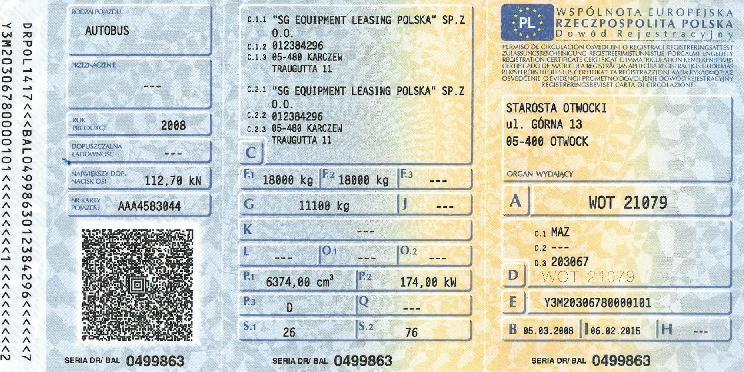 DRPOL1417<<BAL0499863012384296<<<<<<7
Y3M20306780000101<<<<<<<1<<<<<<<<<<<2
RODZAJ POJAZDU
AUTOBUS
PRZEZNACZENIE
---
ROK PRODUKCJI
2008
DOPUSZCZALNA ŁADOWNOŚĆ
---
NAJWIĘKSZY DOP. NACISK OSI
112,70 kN
NR KARTY POJAZDU
AAA4583044
SERIA DR/ BAL 0499863
C.1.1 "SG EQUIPMENT LEASING POLSKA" SP.Z
O.O.
C.1.2 012384296
C.1.3 05-480 KARCZEW
TRAUGUTTA 11
C.2.1 "SG EQUIPMENT LEASING POLSKA" SP.Z
O.O.
C.2.2 012384296
C.2.3 05-480 KARCZEW
TRAUGUTTA 11
C
F.1 18000 kg F.2 18000 kg F.3 ---
G 11100 kg J ---
K ---
L --- O.1 --- O.2 ---
P.1 6374,00 cm³ P.2 174,00 kW
P.3 D Q ---
S.1 26 S.2 76
SERIA DR/ BAL 0499863
PL
WSPÓLNOTA EUROPEJSKA
RZECZPOSPOLITA POLSKA
Dowód Rejestracyjny
STAROSTA OTWOCKI
ul. GÓRNA 13
05-400 OTWOCK
ORGAN WYDAJĄCY
A WOT 21079
D.1 MAZ
D.2 ---
D.3 203067
D WOT 21079
E Y3M20306780000101
B 05.03.2008 I 06.02.2015 H ---
SERIA DR/ BAL 0499863